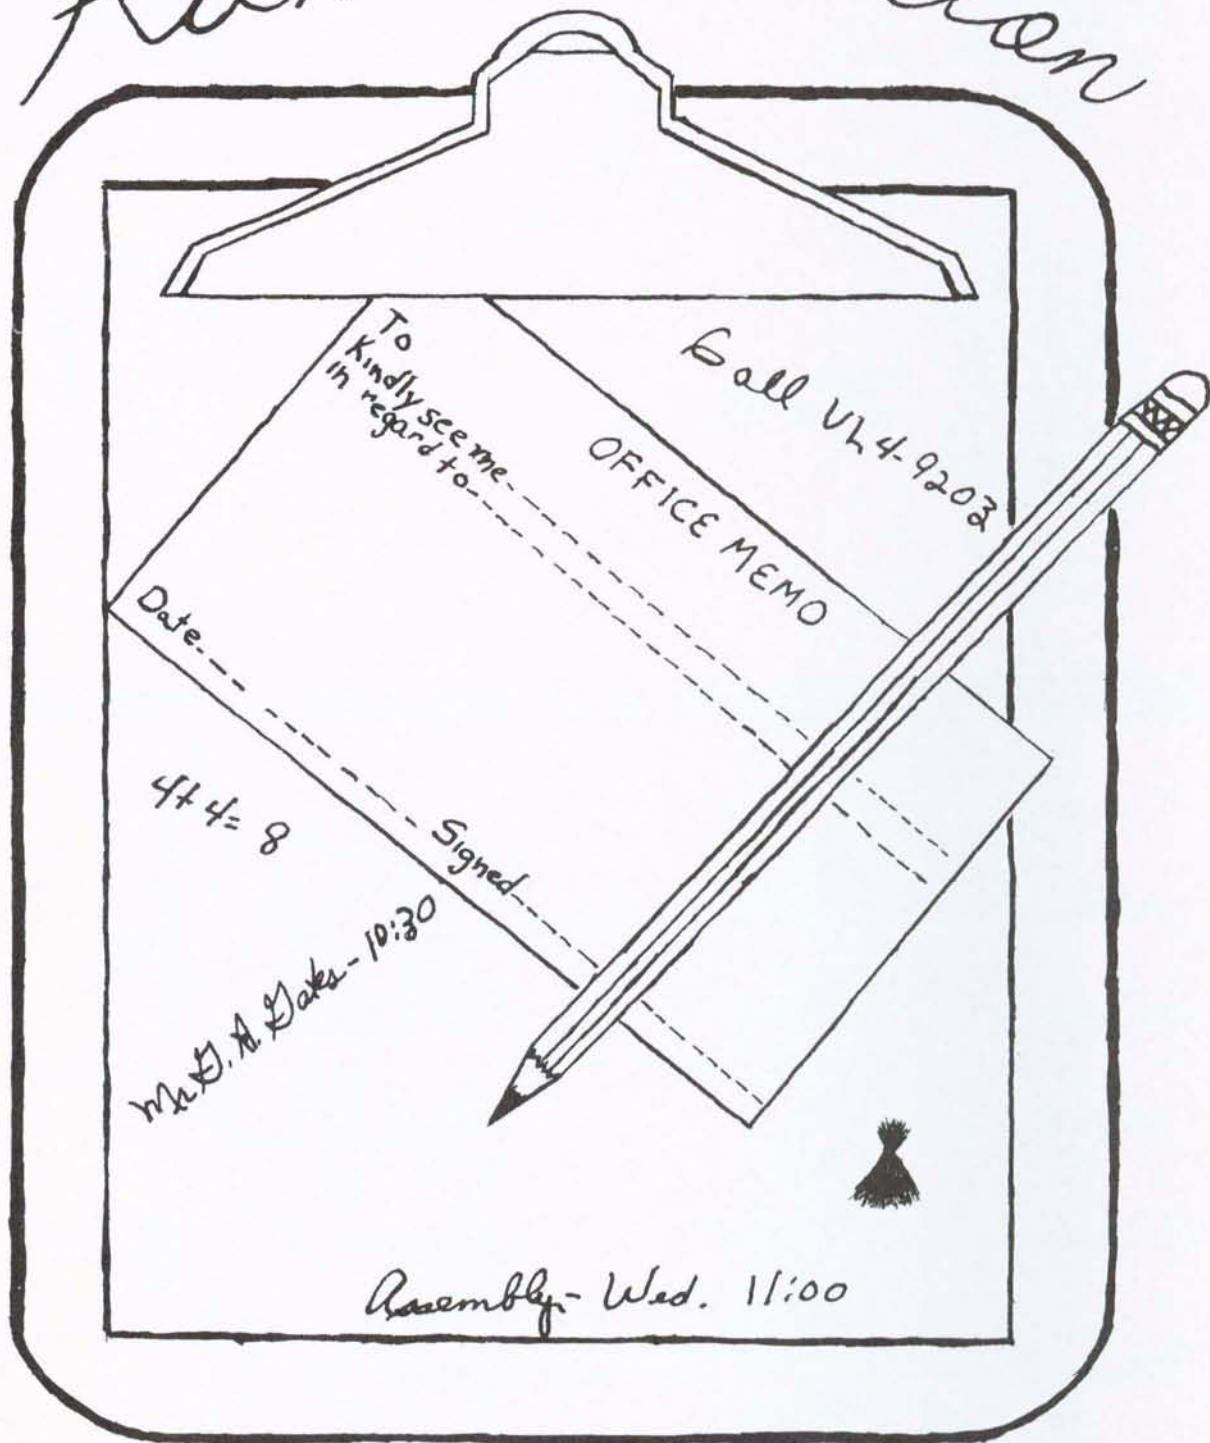 Call VL4-9203
OFFICE MEMO
To
Kindly see me
in regard to
Date
Signed
4+4=8
Mr. G. A. Gates - 10:30
Assembly - Wed. 11:00